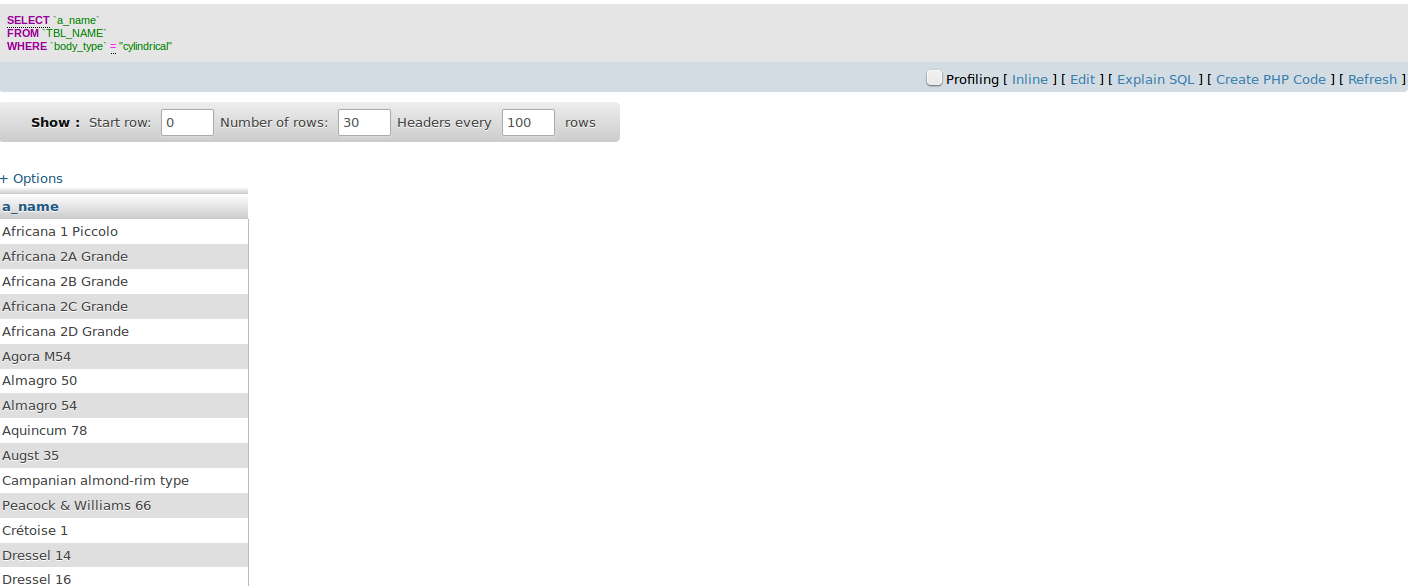 SELECT `a_name`
FROM `TBL_NAME`
WHERE `body_type` = "cylindrical"
Profiling [ Inline ] [ Edit ] [ Explain SQL ] [ Create PHP Code ] [ Refresh ]
Show : Start row: 0 Number of rows: 30 Headers every 100 rows
+ Options
a_name
Africana 1 Piccolo
Africana 2A Grande
Africana 2B Grande
Africana 2C Grande
Africana 2D Grande
Agora M54
Almagro 50
Almagro 54
Aquincum 78
Augst 35
Campanian almond-rim type
Peacock & Williams 66
Crétoise 1
Dressel 14
Dressel 16